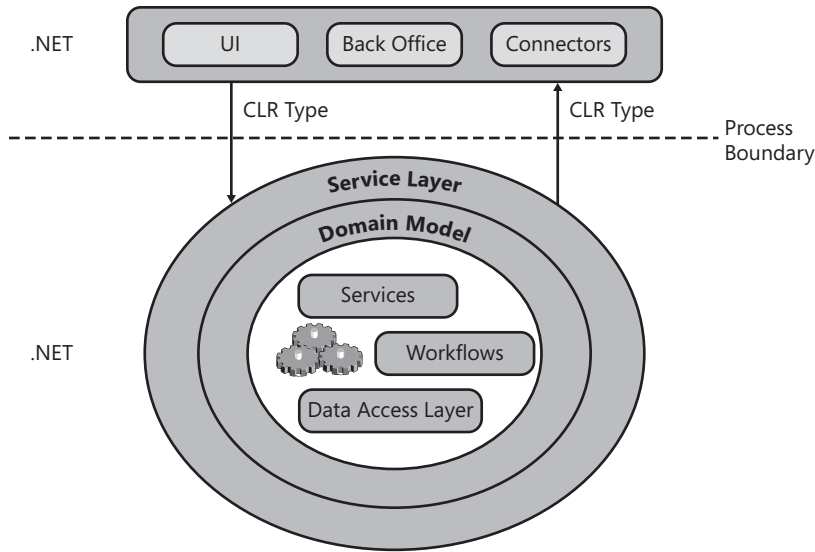 .NET
UI
Back Office
Connectors
CLR Type
CLR Type
Process
Boundary
Service Layer
Domain Model
Services
.NET
Workflows
Data Access Layer